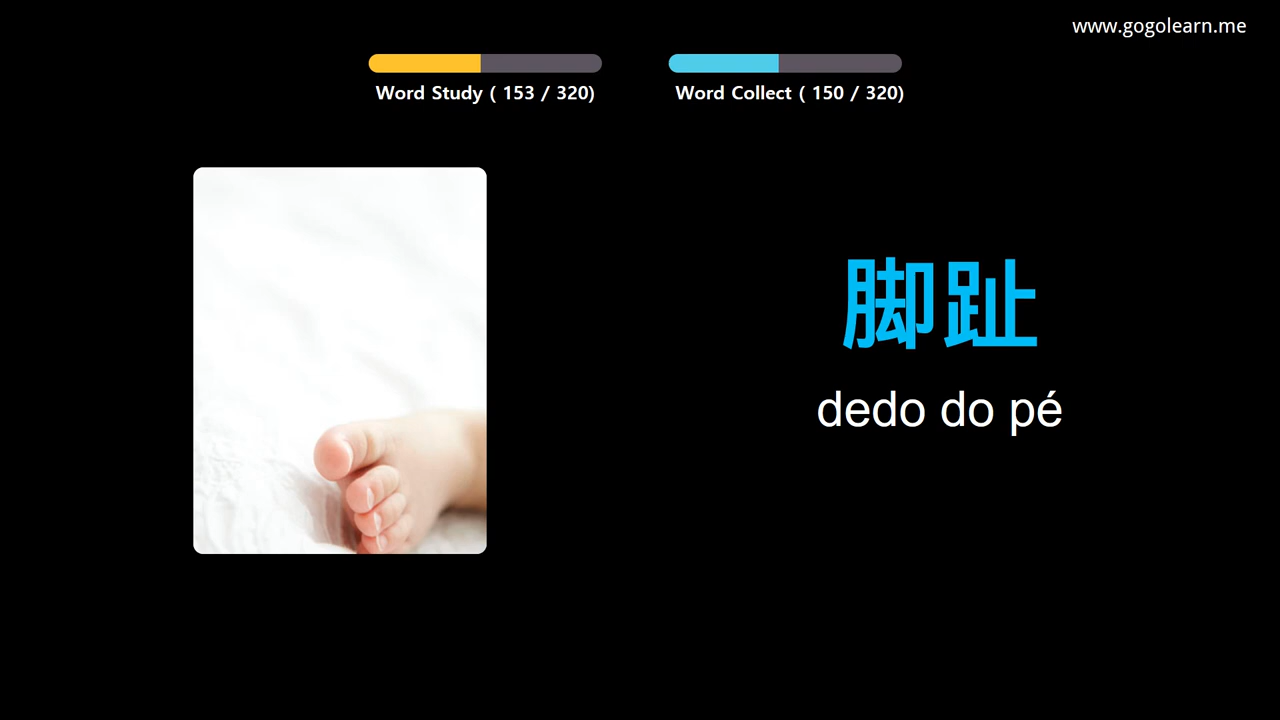 www.gogolearn.me
Word Study ( 153 / 320)
Word Collect ( 150 / 320)
脚趾
dedo do pé